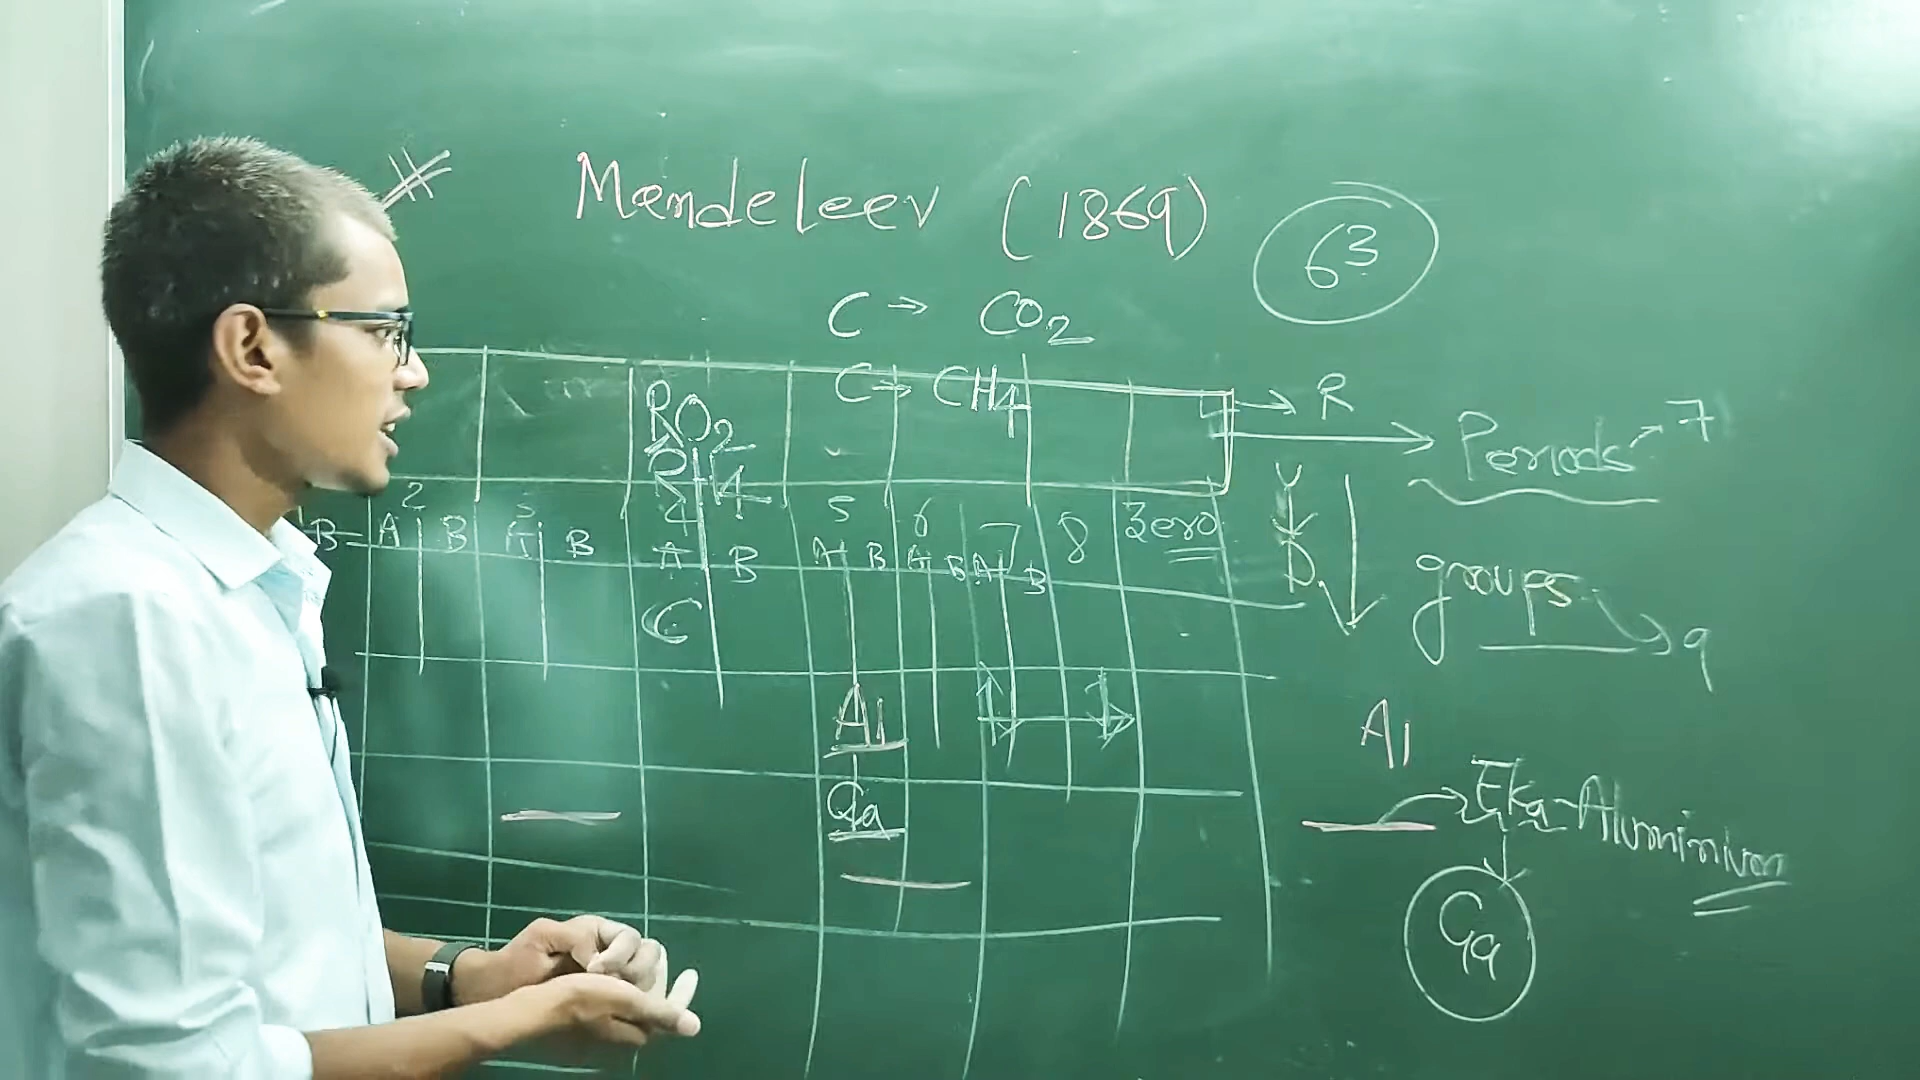 Mendeleev (1869)
63
C → CO2
C → CH4
→ R
RO2
RH4
→ Periods → 7
2 3 4 5 6 7 8 Zero
B A B A B A B A B A B A B
V
D
groups → 9
C
Al
Al
Ga
Eka-Aluminium
Ga